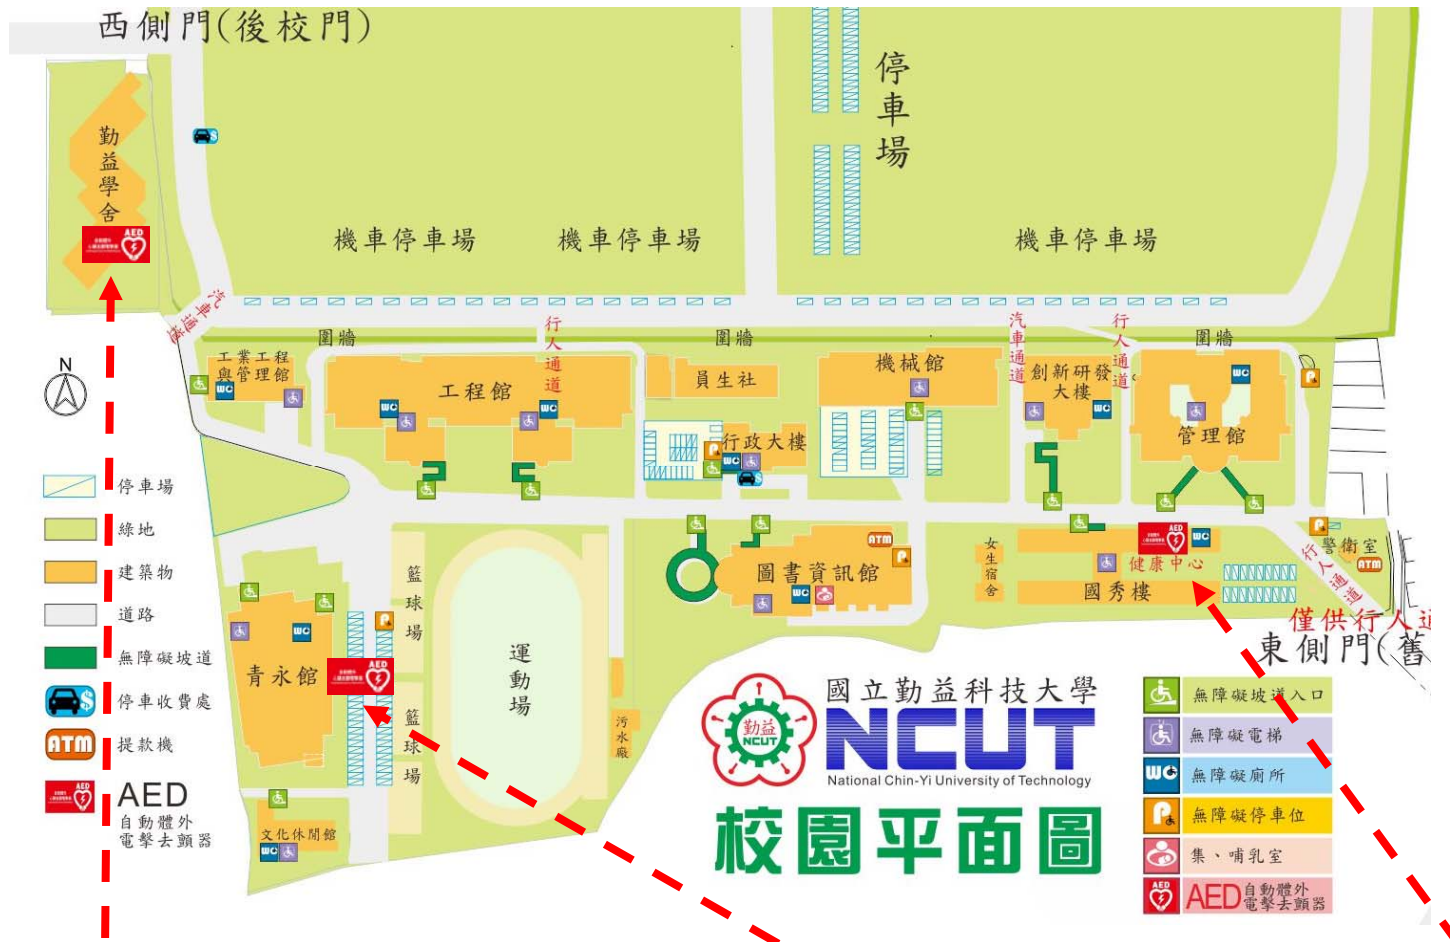 西側門(後校門)
停車場
勤益學舍
AED
機車停車場
機車停車場
機車停車場
汽車通道
圍牆
行人通道
圍牆
汽車通道
行人通道
圍牆
N
工業工程
與管理館
工程館
員生社
機械館
創新研發
大樓
管理館
行政大樓
停車場
綠地
建築物
道路
無障礙坡道
停車收費處
ATM
提款機
AED
AED
自動體外
電擊去顫器
籃球場
籃球場
運動場
青永館
AED
文化休閒館
污水廠
圖書資訊館
ATM
女生宿舍
AED
健康中心
國秀樓
警衛室
ATM
行人通道
僅供行人通
東側門(舊
勤益
NCUT
國立勤益科技大學
NCUT
National Chin-Yi University of Technology
校園平面圖
無障礙坡道入口
無障礙電梯
WC
無障礙廁所
無障礙停車位
集、哺乳室
AED
AED自動體外
電擊去顫器